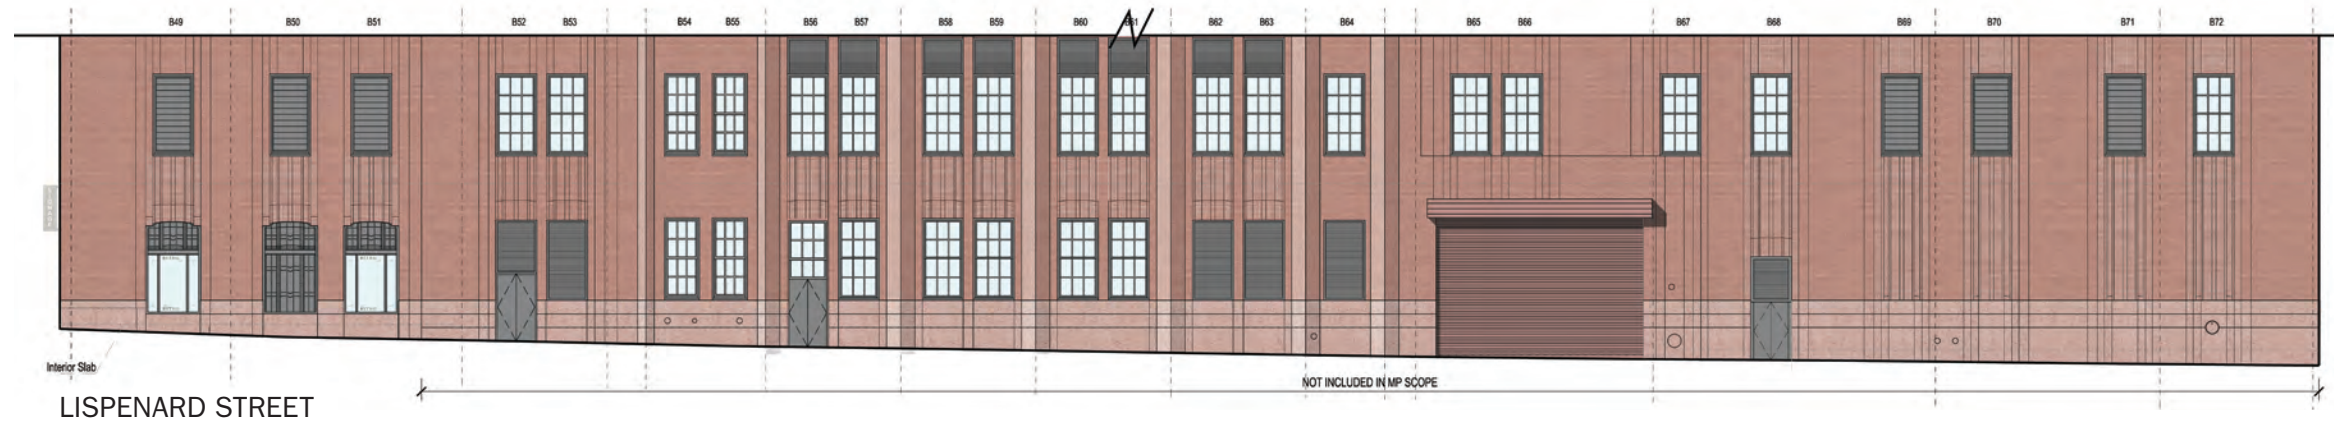 B49 B50 B51 B52 B53 B54 B55 B56 B57 B58 B59 B60 B61 B62 B63 B64 B65 B66 B67 B68 B69 B70 B71 B72
Interior Slab
NOT INCLUDED IN MP SCOPE
LISPENARD STREET